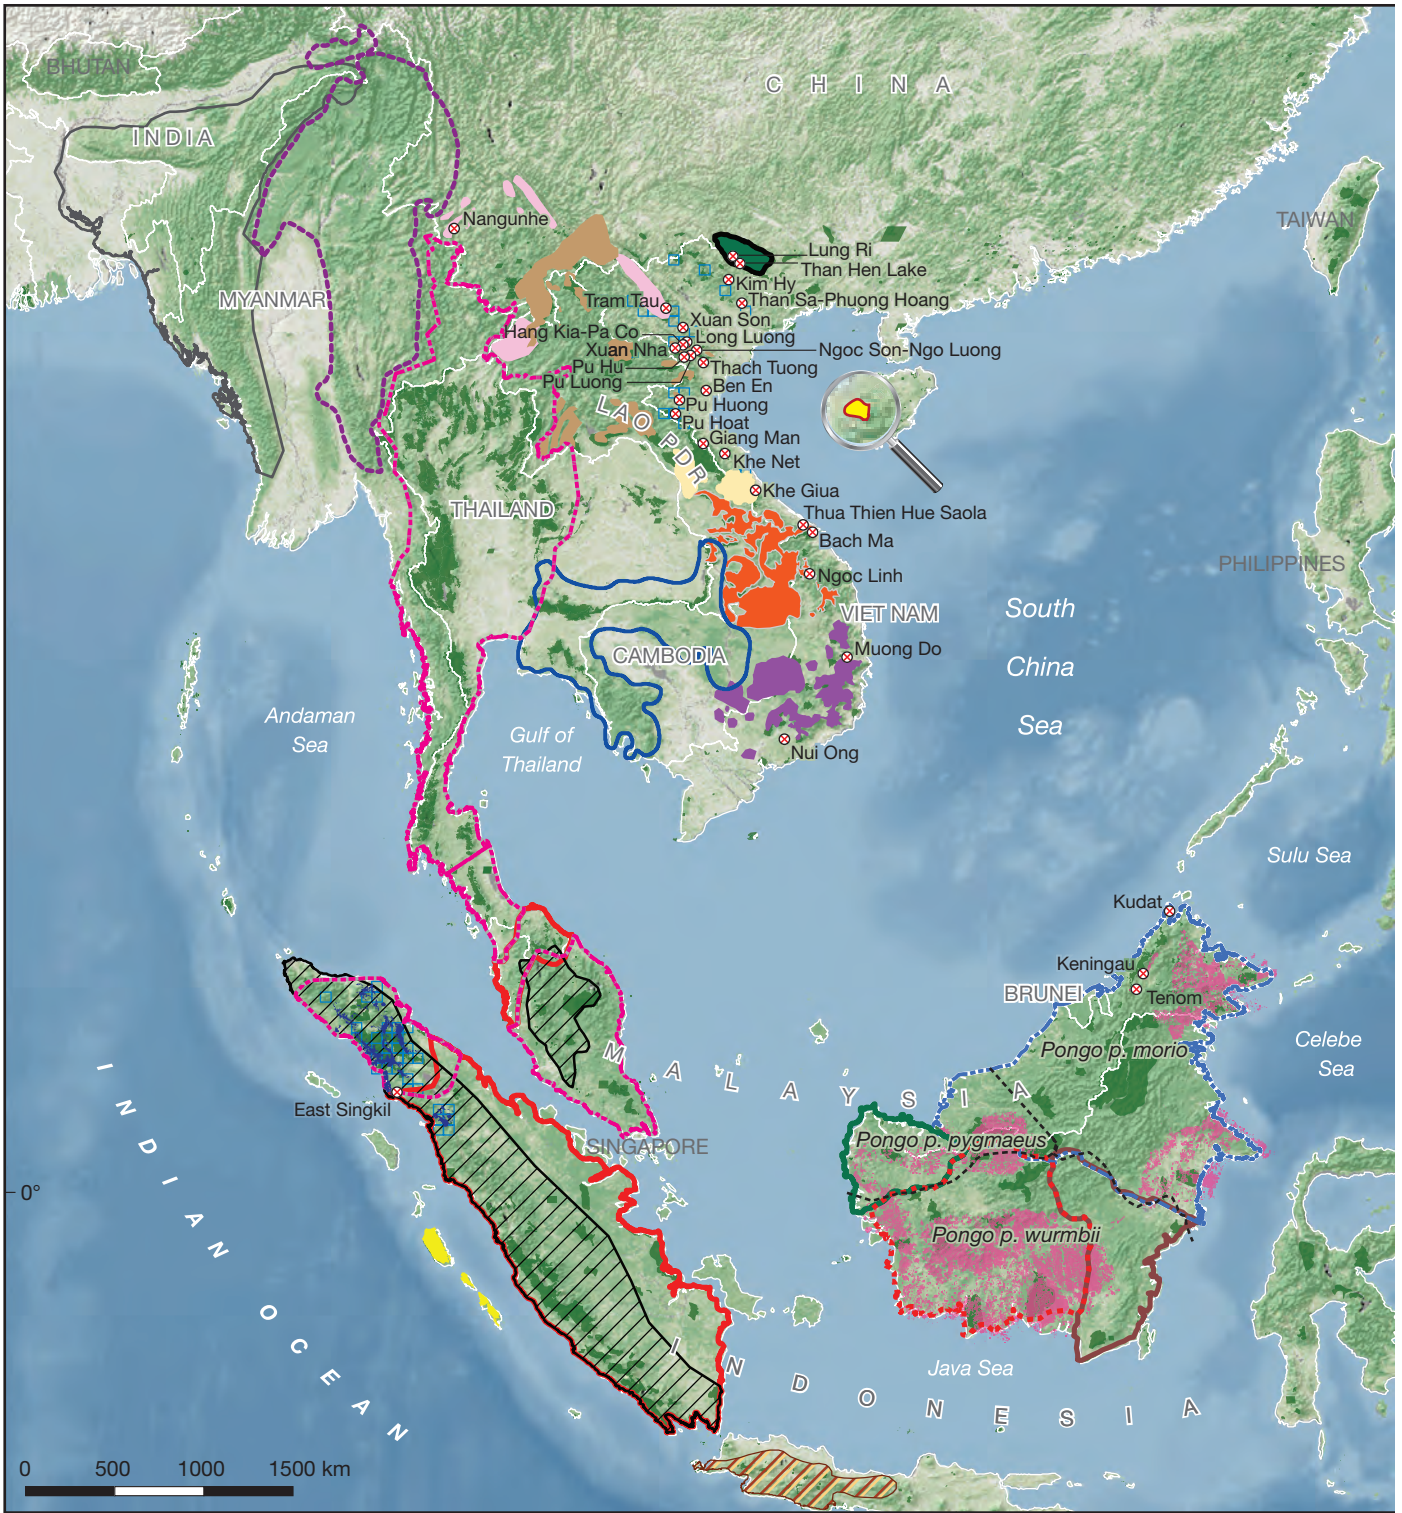 BHUTAN
CHINA
INDIA
TAIWAN
Nangunhe
Lung Ri
Than Hen Lake
Kim Hy
MYANMAR
Tram Tau
Than Sa-Phuong Hoang
Xuan Son
Hang Kia-Pa Co
Long Luong
Xuan Nha
Ngoc Son-Ngo Luong
Pu Hu
Thach Tuong
Pu Luong
Ben En
LAO PDR
Pu Huong
Pu Hoat
Giang Man
Khe Net
Khe Giua
THAILAND
Thua Thien Hue Saola
Bach Ma
PHILIPPINES
Ngoc Linh
VIET NAM
South
China
Sea
CAMBODIA
Muong Do
Andaman
Sea
Gulf of
Thailand
Nui Ong
Sulu Sea
Kudat
Keningau
BRUNEI
Tenom
Celebe
Sea
Pongo p. morio
MALAYSIA
East Singkil
SINGAPORE
Pongo p. pygmaeus
0°
Pongo p. wurmbii
INDIAN OCEAN
Java Sea
INDONESIA
0 500 1000 1500 km